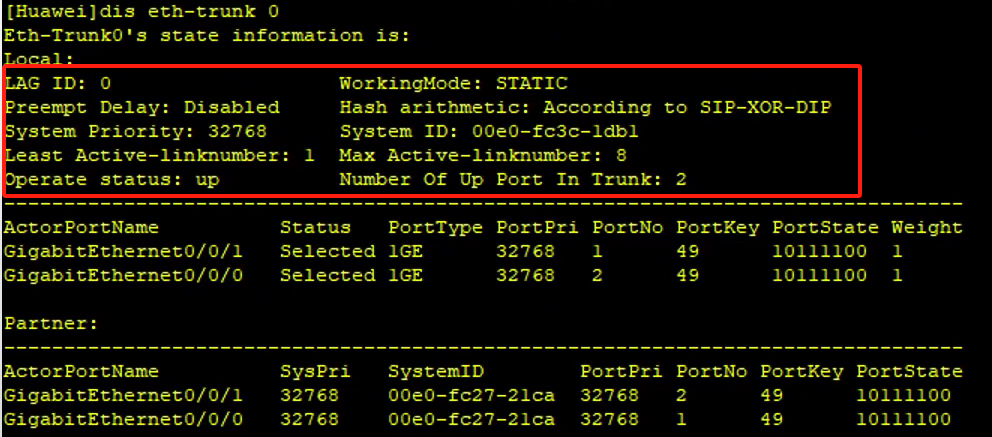 [Huawei]dis eth-trunk 0
Eth-Trunk0's state information is:
Local:
LAG ID: 0                   WorkingMode: STATIC
Preempt Delay: Disabled     Hash arithmetic: According to SIP-XOR-DIP
System Priority: 32768      System ID: 00e0-fc3c-1db1
Least Active-linknumber: 1  Max Active-linknumber: 8
Operate status: up          Number Of Up Port In Trunk: 2
--------------------------------------------------------------------------------
ActorPortName          Status   PortType PortPri PortNo PortKey PortState Weight
GigabitEthernet0/0/1   Selected 1GE      32768   1      49      10111100  1
GigabitEthernet0/0/0   Selected 1GE      32768   2      49      10111100  1
Partner:
--------------------------------------------------------------------------------
ActorPortName          SysPri   SystemID        PortPri PortNo PortKey PortState
GigabitEthernet0/0/1   32768    00e0-fc27-21ca  32768   2      49      10111100
GigabitEthernet0/0/0   32768    00e0-fc27-21ca  32768   1      49      10111100